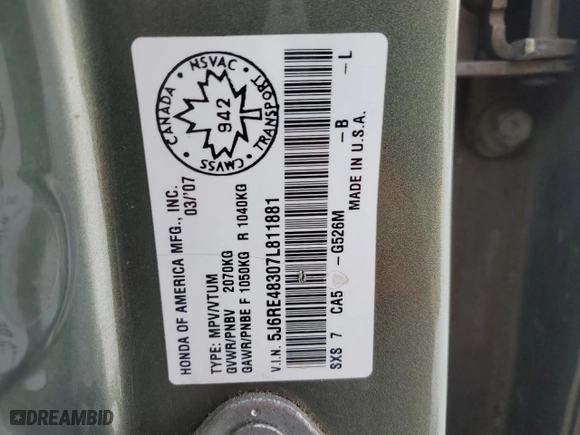 CANADA NSVAC TRANSPORT CMVSS
942
HONDA OF AMERICA MFG., INC.
03/'07
TYPE: MPV/VTUM
GVWR/PNBV 2070KG
GAWR/PNBE F 1050KG R 1040KG
V.I.N. 5J6RE48307L811881
SXS 7 CA5 -G526M -B -L
MADE IN U.S.A.
DREAMBID